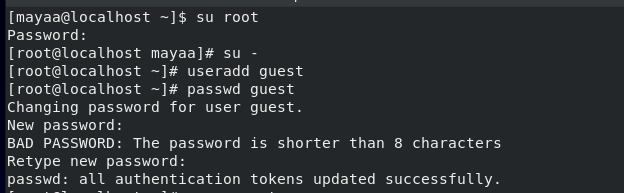 [mayaa@localhost ~]$ su root
Password:
[root@localhost mayaa]# su -
[root@localhost ~]# useradd guest
[root@localhost ~]# passwd guest
Changing password for user guest.
New password:
BAD PASSWORD: The password is shorter than 8 characters
Retype new password:
passwd: all authentication tokens updated successfully.